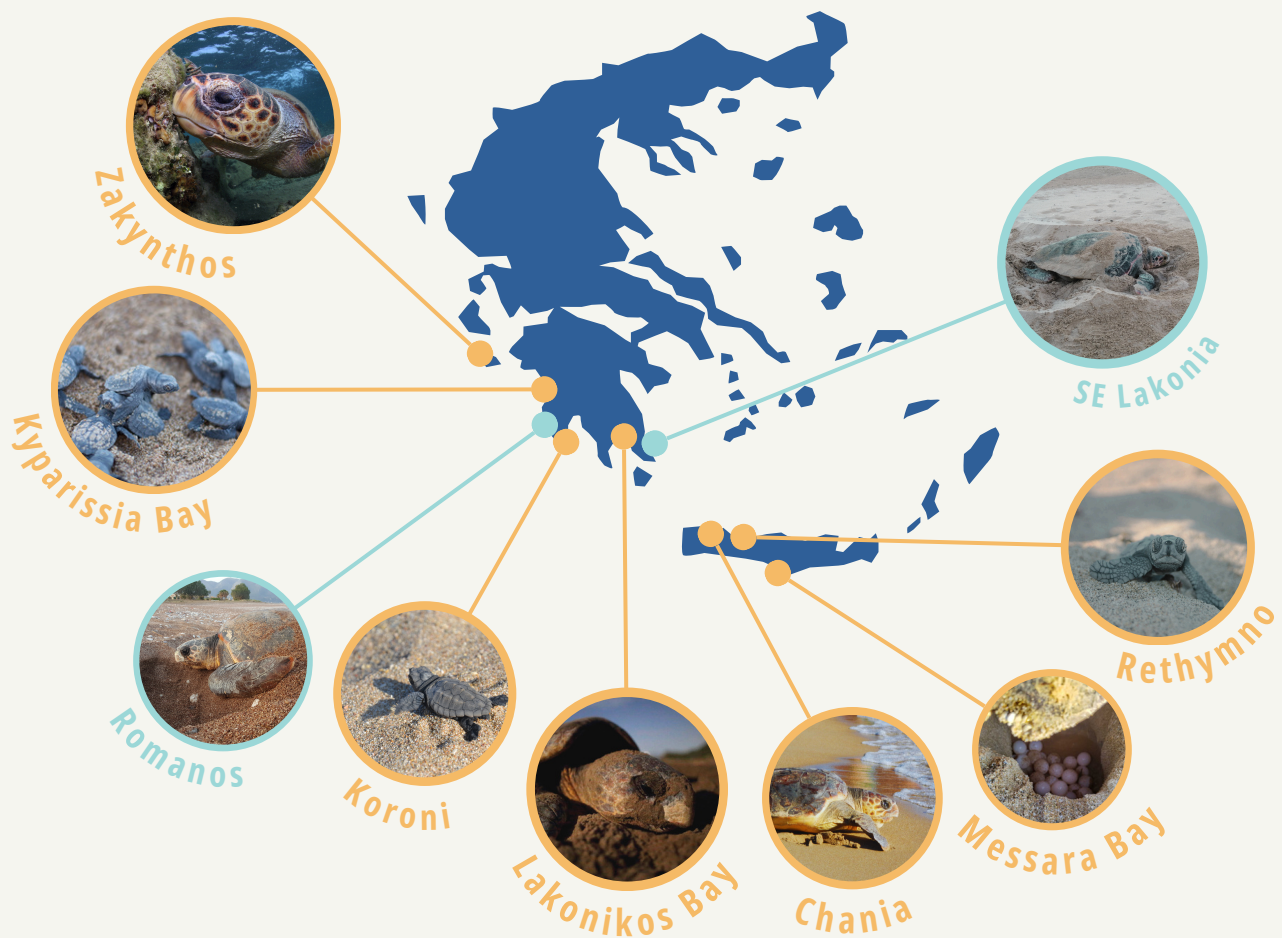 Zakynthos
SE Lakonia
Kyparissia Bay
Rethymno
Romanos
Koroni
Lakonikos Bay
Chania
Messara Bay